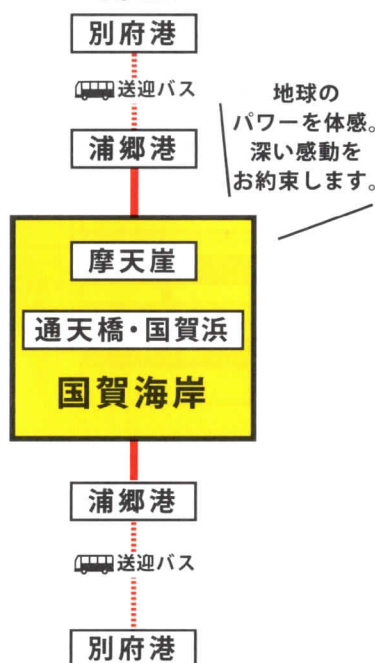 別府港
送迎バス
浦郷港
地球の
パワーを体感。
深い感動を
お約束します。
摩天崖
通天橋・国賀浜
国賀海岸
浦郷港
送迎バス
別府港